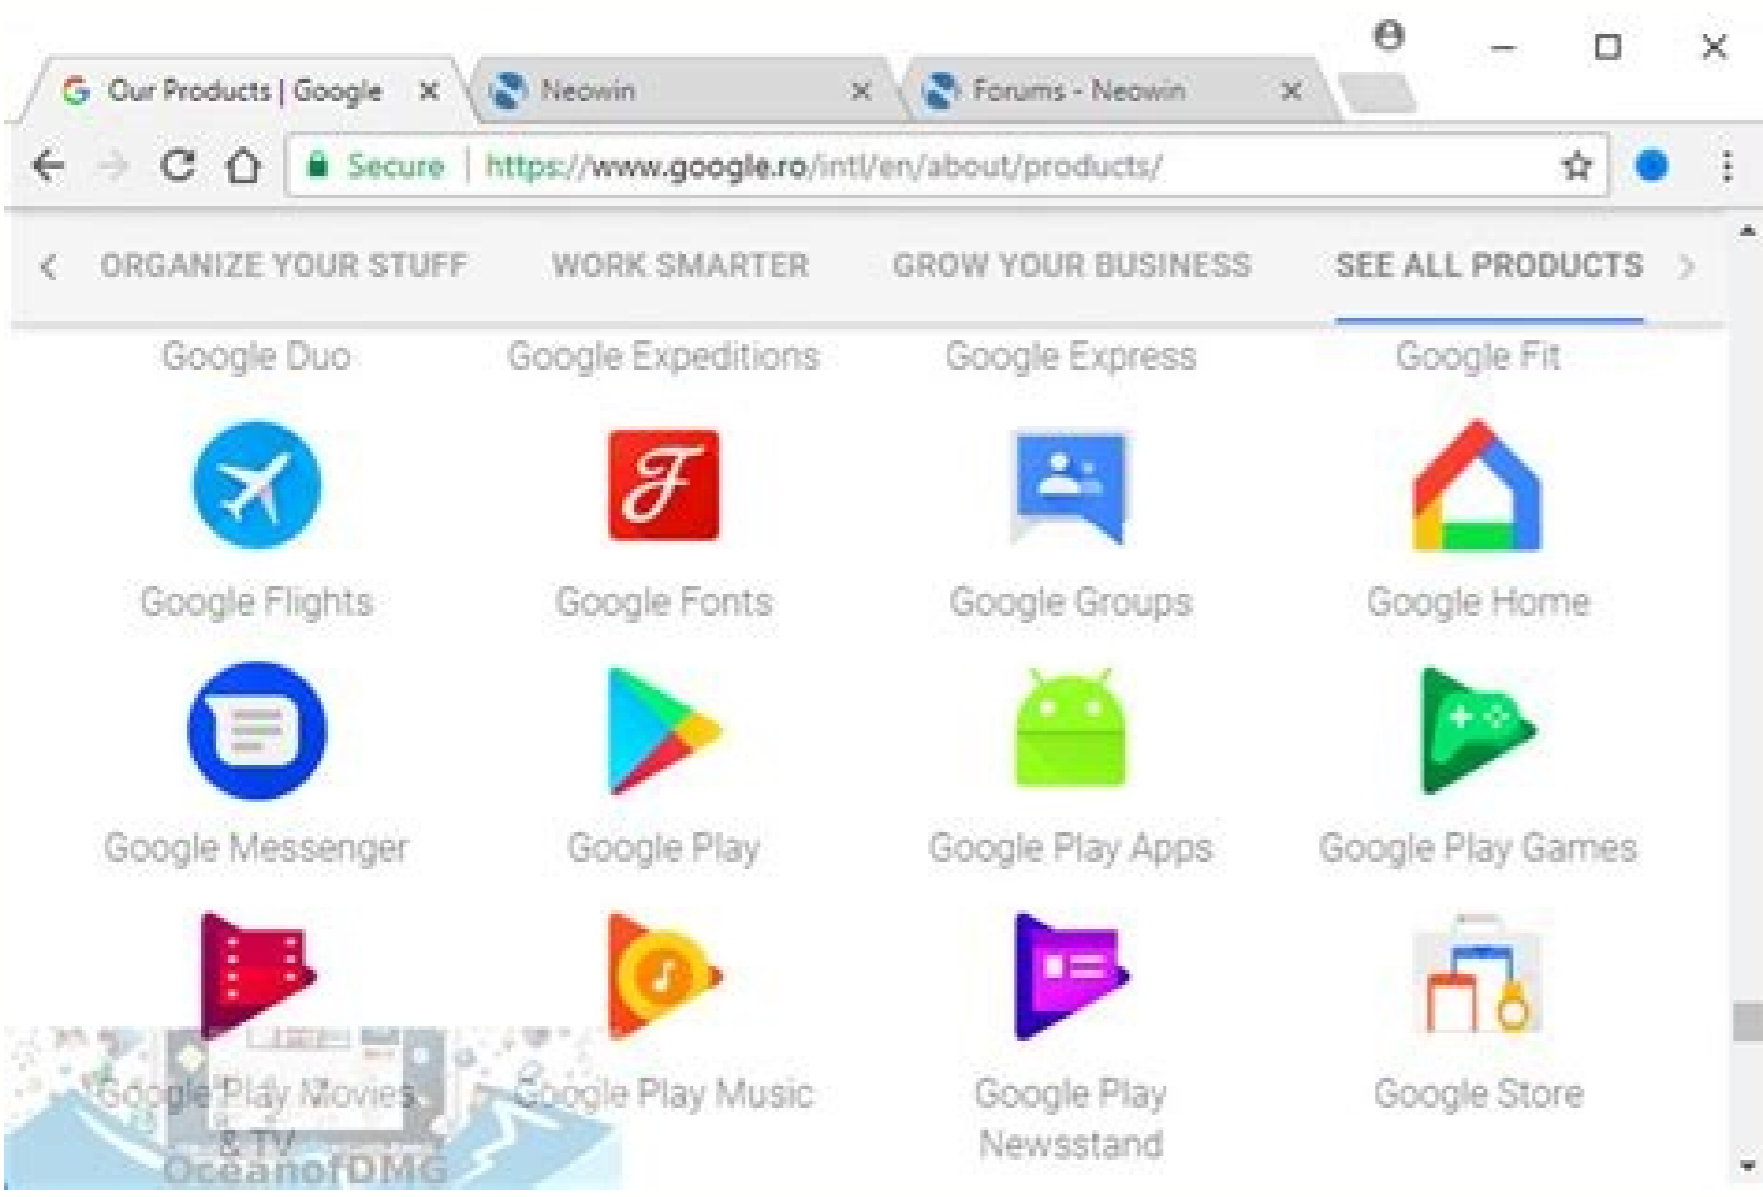 Our Products | Google
Neowin
Forums - Neowin
Secure
https://www.google.ro/intl/en/about/products/
ORGANIZE YOUR STUFF WORK SMARTER GROW YOUR BUSINESS SEE ALL PRODUCTS
Google Duo Google Expeditions Google Express Google Fit
Google Flights Google Fonts Google Groups Google Home
Google Messenger Google Play Google Play Apps Google Play Games
Google Play Movies Google Play Music Google Play Google Store
& TV Newsstand
OceanofDMG